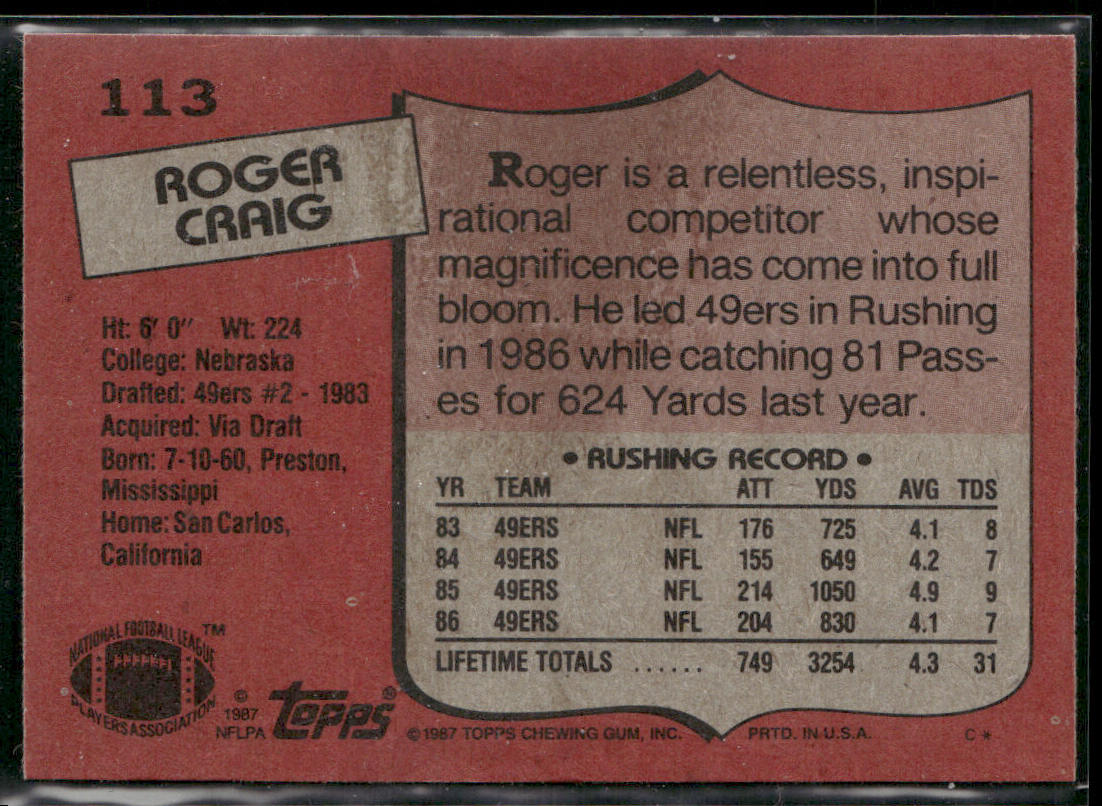 113
ROGER
CRAIG
Ht: 6' 0" Wt: 224
College: Nebraska
Drafted: 49ers #2 - 1983
Acquired: Via Draft
Born: 7-10-60, Preston,
Mississippi
Home: San Carlos,
California
NATIONAL FOOTBALL LEAGUE
PLAYERS ASSOCIATION
TM
© 1987
NFLPA
Topps®
Roger is a relentless, inspi-
rational competitor whose
magnificence has come into full
bloom. He led 49ers in Rushing
in 1986 while catching 81 Pass-
es for 624 Yards last year.
• RUSHING RECORD •
YR TEAM ATT YDS AVG TDS
83 49ERS NFL 176 725 4.1 8
84 49ERS NFL 155 649 4.2 7
85 49ERS NFL 214 1050 4.9 9
86 49ERS NFL 204 830 4.1 7
LIFETIME TOTALS ...... 749 3254 4.3 31
© 1987 TOPPS CHEWING GUM, INC. PRTD. IN U.S.A. C*